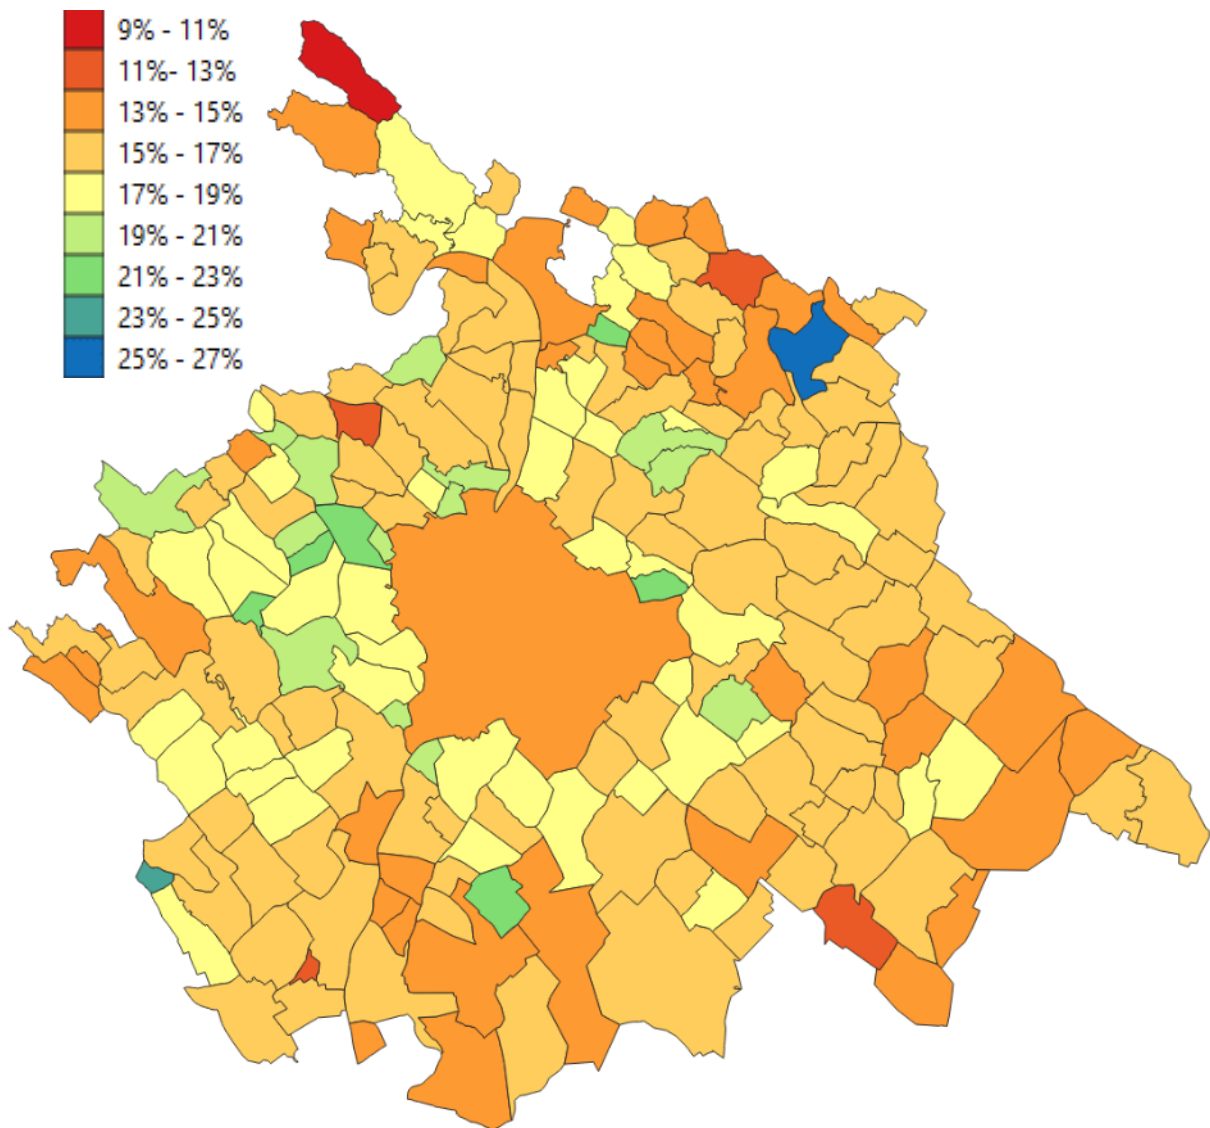 9% - 11%
11%- 13%
13% - 15%
15% - 17%
17% - 19%
19% - 21%
21% - 23%
23% - 25%
25% - 27%